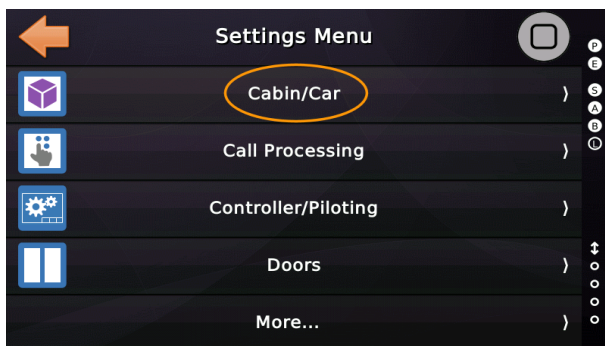 Settings Menu
P
E
Cabin/Car
S
A
B
L
Call Processing
Controller/Piloting
Doors
More...